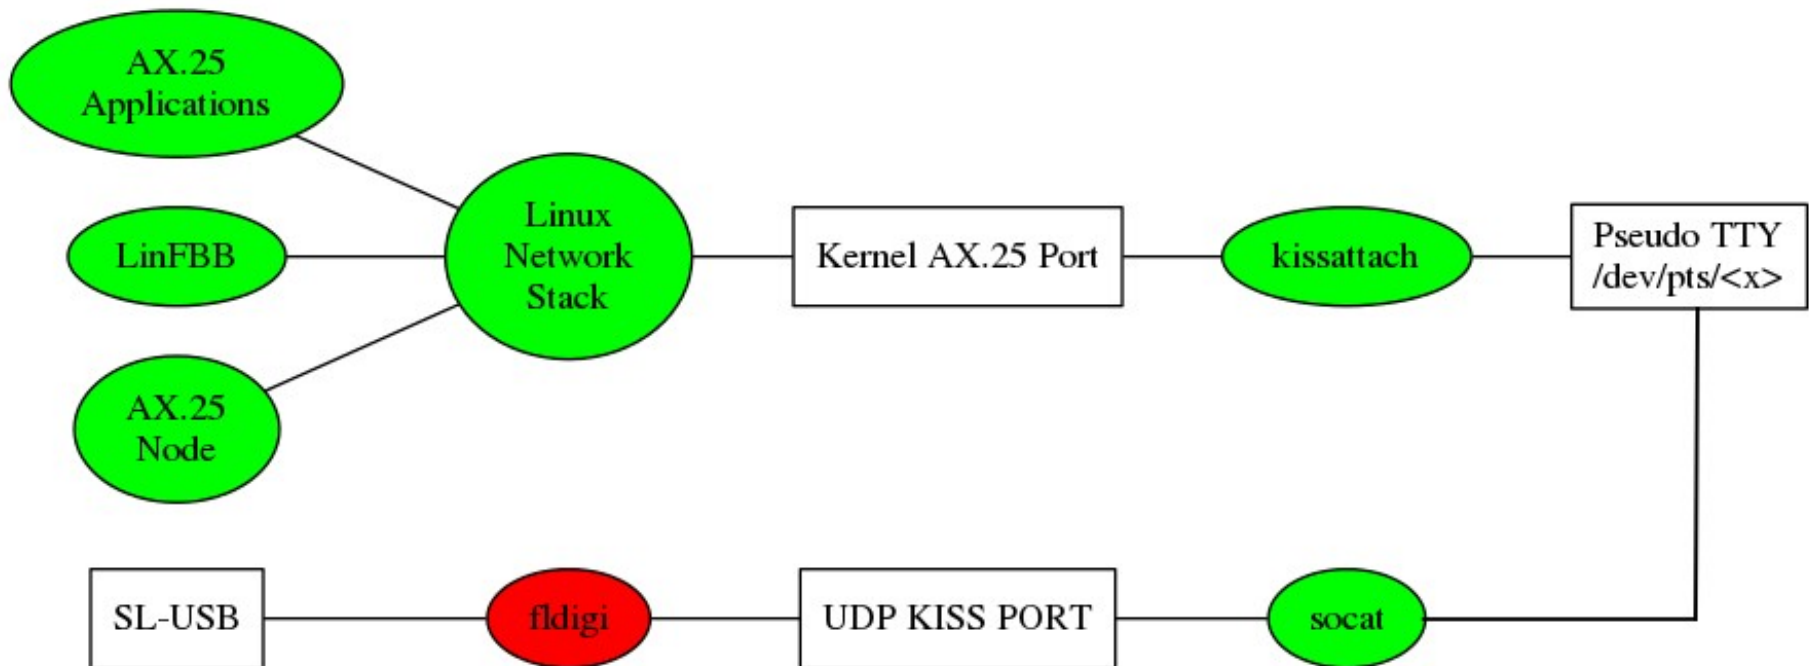 AX.25
Applications
LinFBB
AX.25
Node
Linux
Network
Stack
Kernel AX.25 Port
kissattach
Pseudo TTY
/dev/pts/<x>
SL-USB
fldigi
UDP KISS PORT
socat